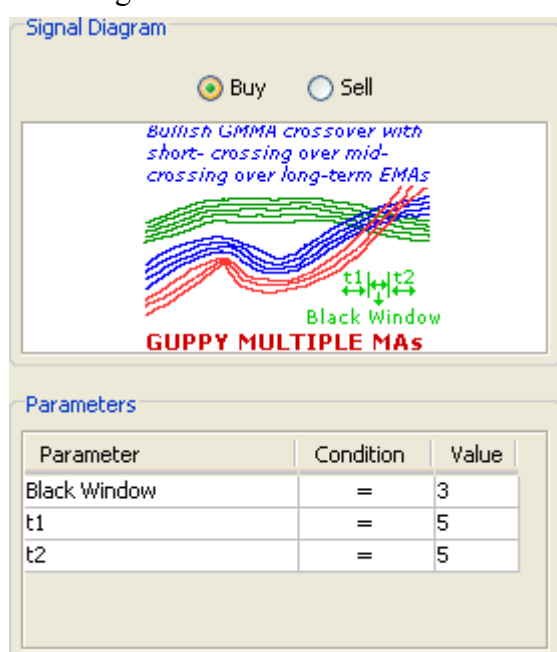 Signal Diagram
Buy Sell
Bullish GMMA crossover with
short- crossing over mid-
crossing over long-term EMAs
t1 t2
Black Window
GUPPY MULTIPLE MAs
Parameters
Parameter Condition Value
Black Window = 3
t1 = 5
t2 = 5